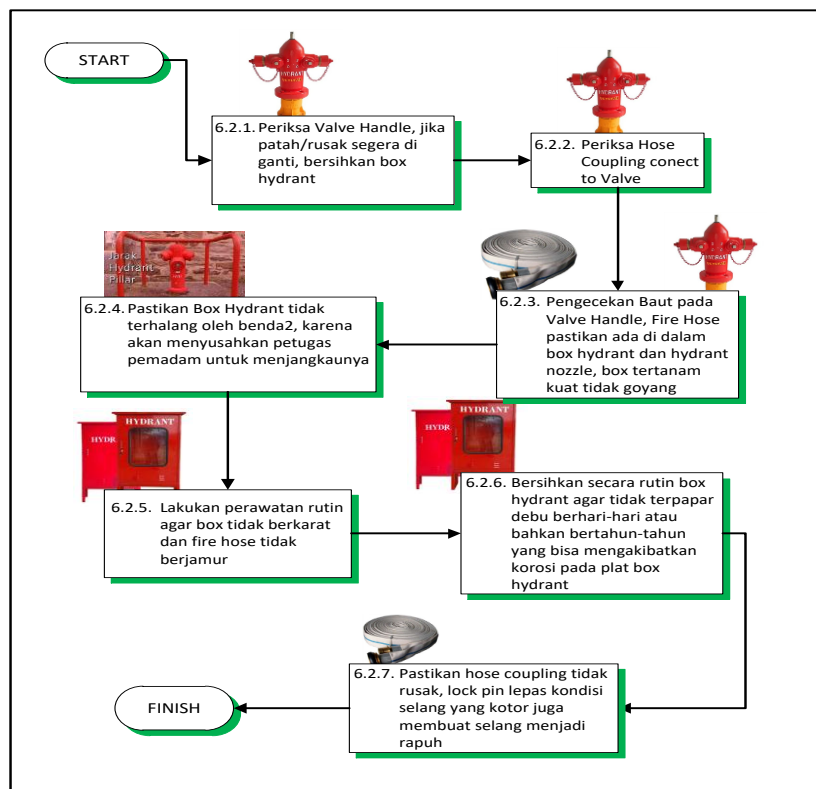 START
HYDRANT
HYDRANT
6.2.1. Periksa Valve Handle, jika
patah/rusak segera di
ganti, bersihkan box
hydrant
6.2.2. Periksa Hose
Coupling conect
to Valve
HYDRANT
6.2.3. Pengecekan Baut pada
Valve Handle, Fire Hose
pastikan ada di dalam
box hydrant dan hydrant
nozzle, box tertanam
kuat tidak goyang
Jarak
Hydrant
Pillar
6.2.4. Pastikan Box Hydrant tidak
terhalang oleh benda2, karena
akan menyusahkan petugas
pemadam untuk menjangkaunya
HYDR
HYDRANT
6.2.5. Lakukan perawatan rutin
agar box tidak berkarat
dan fire hose tidak
berjamur
HYDR
HYDRANT
6.2.6. Bersihkan secara rutin box
hydrant agar tidak terpapar
debu berhari-hari atau
bahkan bertahun-tahun
yang bisa mengakibatkan
korosi pada plat box
hydrant
6.2.7. Pastikan hose coupling tidak
rusak, lock pin lepas kondisi
selang yang kotor juga
membuat selang menjadi
rapuh
FINISH